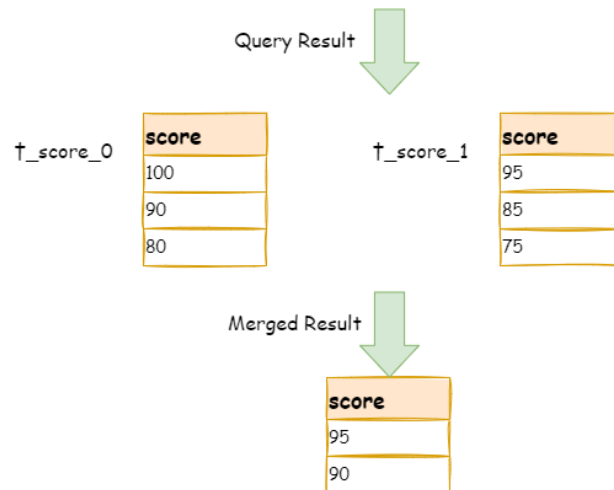 Query Result
t_score_0
score
100
90
80
t_score_1
score
95
85
75
Merged Result
score
95
90